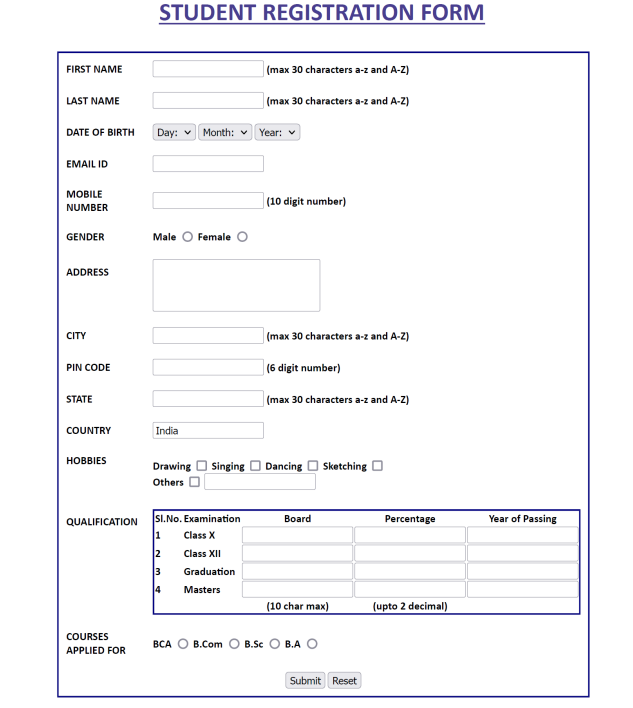 STUDENT REGISTRATION FORM
FIRST NAME (max 30 characters a-z and A-Z)
LAST NAME (max 30 characters a-z and A-Z)
DATE OF BIRTH Day: Month: Year:
EMAIL ID
MOBILE
NUMBER (10 digit number)
GENDER Male Female
ADDRESS
CITY (max 30 characters a-z and A-Z)
PIN CODE (6 digit number)
STATE (max 30 characters a-z and A-Z)
COUNTRY India
HOBBIES
Drawing Singing Dancing Sketching
Others
QUALIFICATION
Sl.No. Examination Board Percentage Year of Passing
1 Class X
2 Class XII
3 Graduation
4 Masters
(10 char max) (upto 2 decimal)
COURSES
APPLIED FOR BCA B.Com B.Sc B.A
Submit Reset